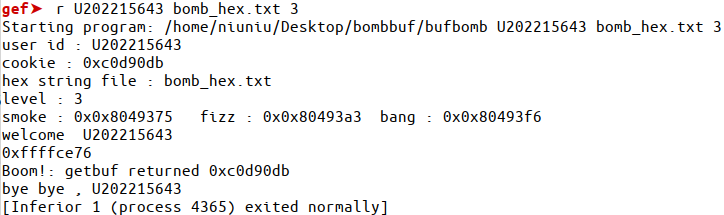 gef➤  r U202215643 bomb_hex.txt 3
Starting program: /home/niuniu/Desktop/bombbuf/bufbomb U202215643 bomb_hex.txt 3
user id : U202215643
cookie : 0xc0d90db
hex string file : bomb_hex.txt
level : 3
smoke : 0x0x8049375   fizz : 0x0x80493a3  bang : 0x0x80493f6
welcome  U202215643
0xffffce76
Boom!: getbuf returned 0xc0d90db
bye bye , U202215643
[Inferior 1 (process 4365) exited normally]